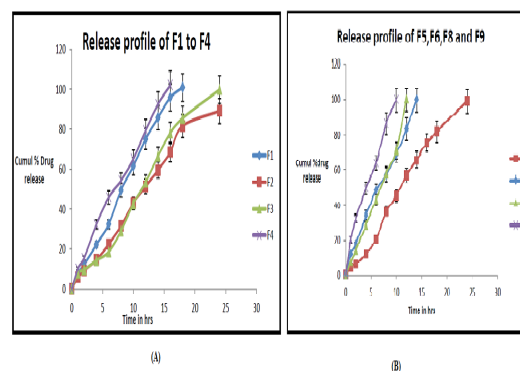 Release profile of F1 to F4
120
100
80
60
40
20
0
Cumul % Drug
release
0 5 10 15 20 25 30
Time in hrs
F1
F2
F3
F4
(A)
Release profile of F5,F6,F8 and F9
120
100
80
60
40
20
0
Cumul %drug
release
0 5 10 15 20 25 30
Time in hrs
(B)